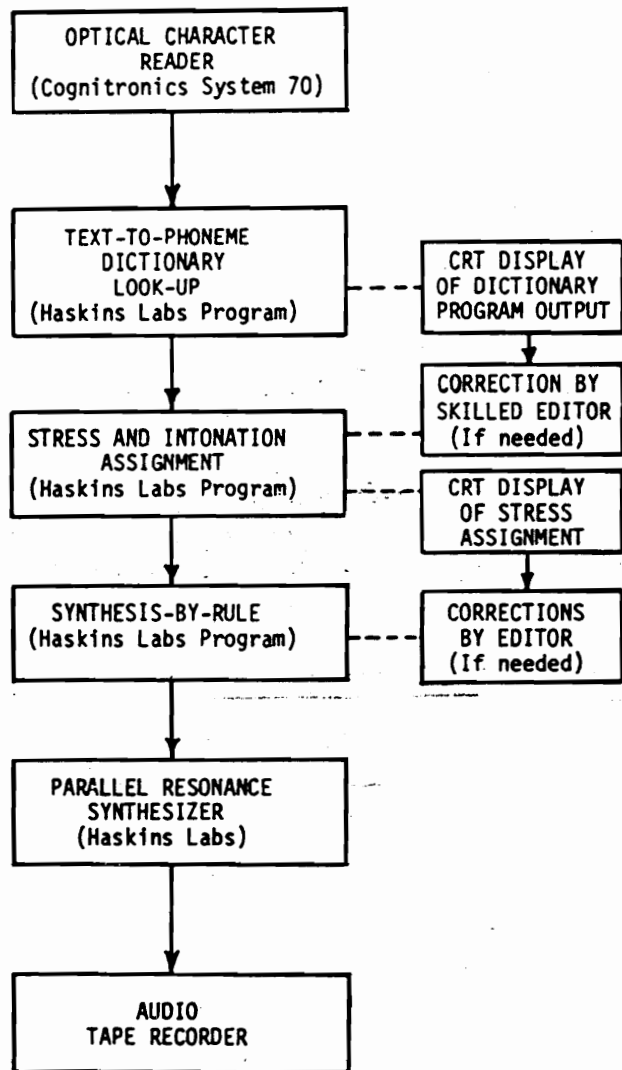 OPTICAL CHARACTER
READER
(Cognitronics System 70)
TEXT-TO-PHONEME
DICTIONARY
LOOK-UP
(Haskins Labs Program)
CRT DISPLAY
OF DICTIONARY
PROGRAM OUTPUT
CORRECTION BY
SKILLED EDITOR
(If needed)
STRESS AND INTONATION
ASSIGNMENT
(Haskins Labs Program)
CRT DISPLAY
OF STRESS
ASSIGNMENT
SYNTHESIS-BY-RULE
(Haskins Labs Program)
CORRECTIONS
BY EDITOR
(If needed)
PARALLEL RESONANCE
SYNTHESIZER
(Haskins Labs)
AUDIO
TAPE RECORDER